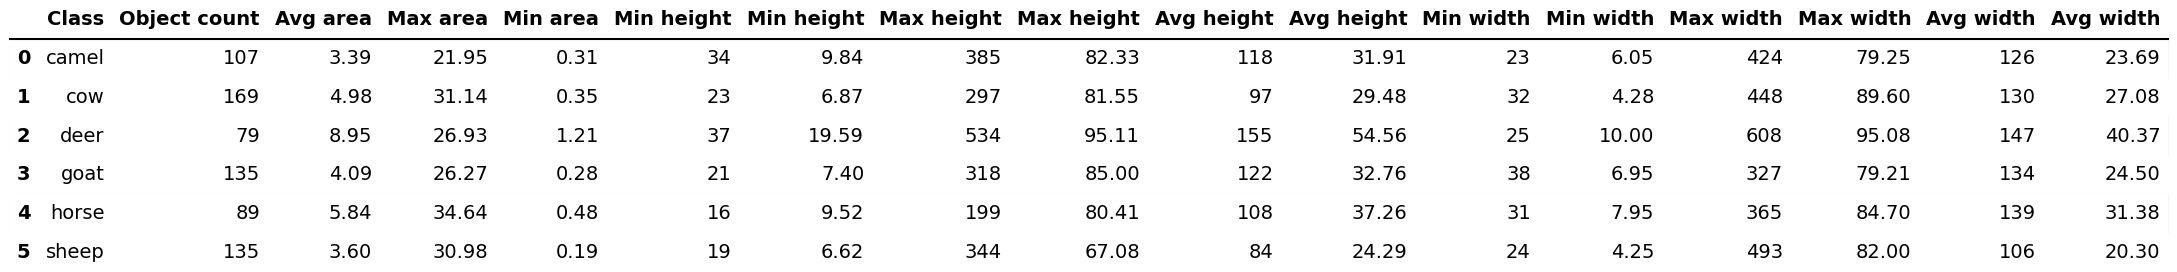 Class Object count Avg area Max area Min area Min height Min height Max height Max height Avg height Avg height Min width Min width Max width Max width Avg width Avg width
0 camel 107 3.39 21.95 0.31 34 9.84 385 82.33 118 31.91 23 6.05 424 79.25 126 23.69
1 cow 169 4.98 31.14 0.35 23 6.87 297 81.55 97 29.48 32 4.28 448 89.60 130 27.08
2 deer 79 8.95 26.93 1.21 37 19.59 534 95.11 155 54.56 25 10.00 608 95.08 147 40.37
3 goat 135 4.09 26.27 0.28 21 7.40 318 85.00 122 32.76 38 6.95 327 79.21 134 24.50
4 horse 89 5.84 34.64 0.48 16 9.52 199 80.41 108 37.26 31 7.95 365 84.70 139 31.38
5 sheep 135 3.60 30.98 0.19 19 6.62 344 67.08 84 24.29 24 4.25 493 82.00 106 20.30